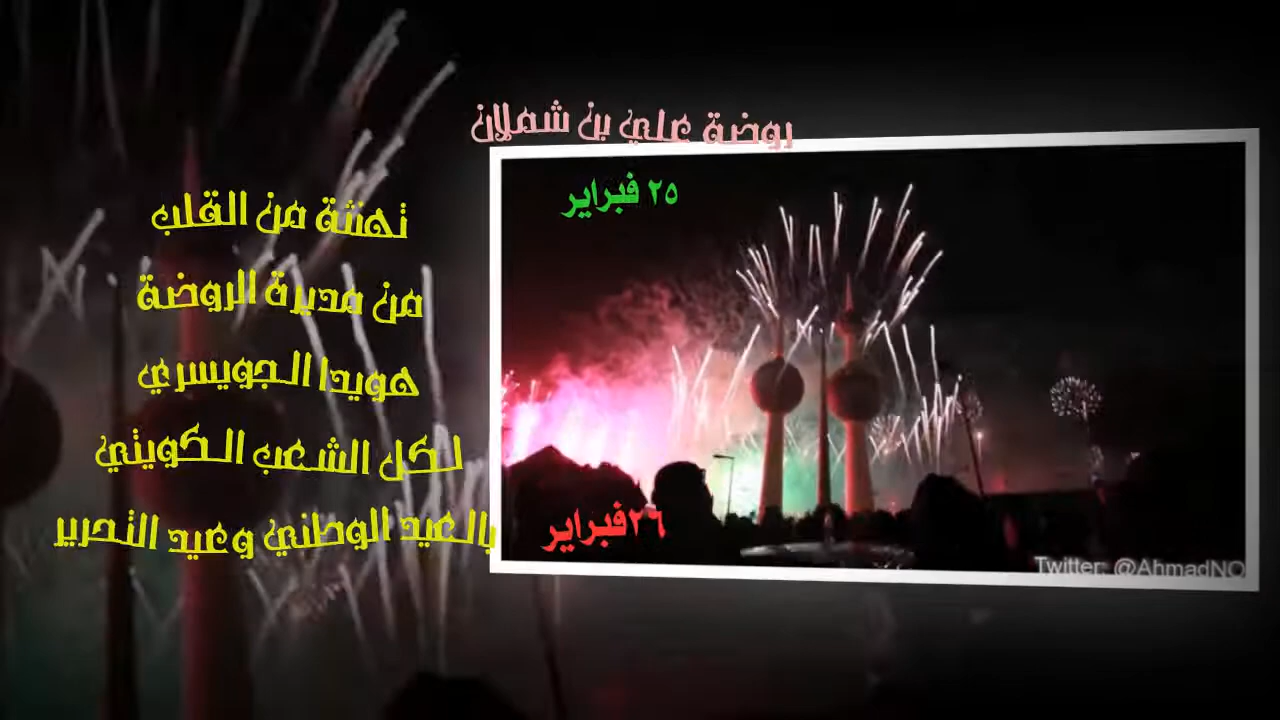 روضة علي بن شملان
٢٥ فبراير
تهنئة من القلب
من مديرة الروضة
هويدا الجويسري
لكل الشعب الكويتي
بالعيد الوطني وعيد التحرير
٢٦فبراير
Twitter: @AhmadNQ